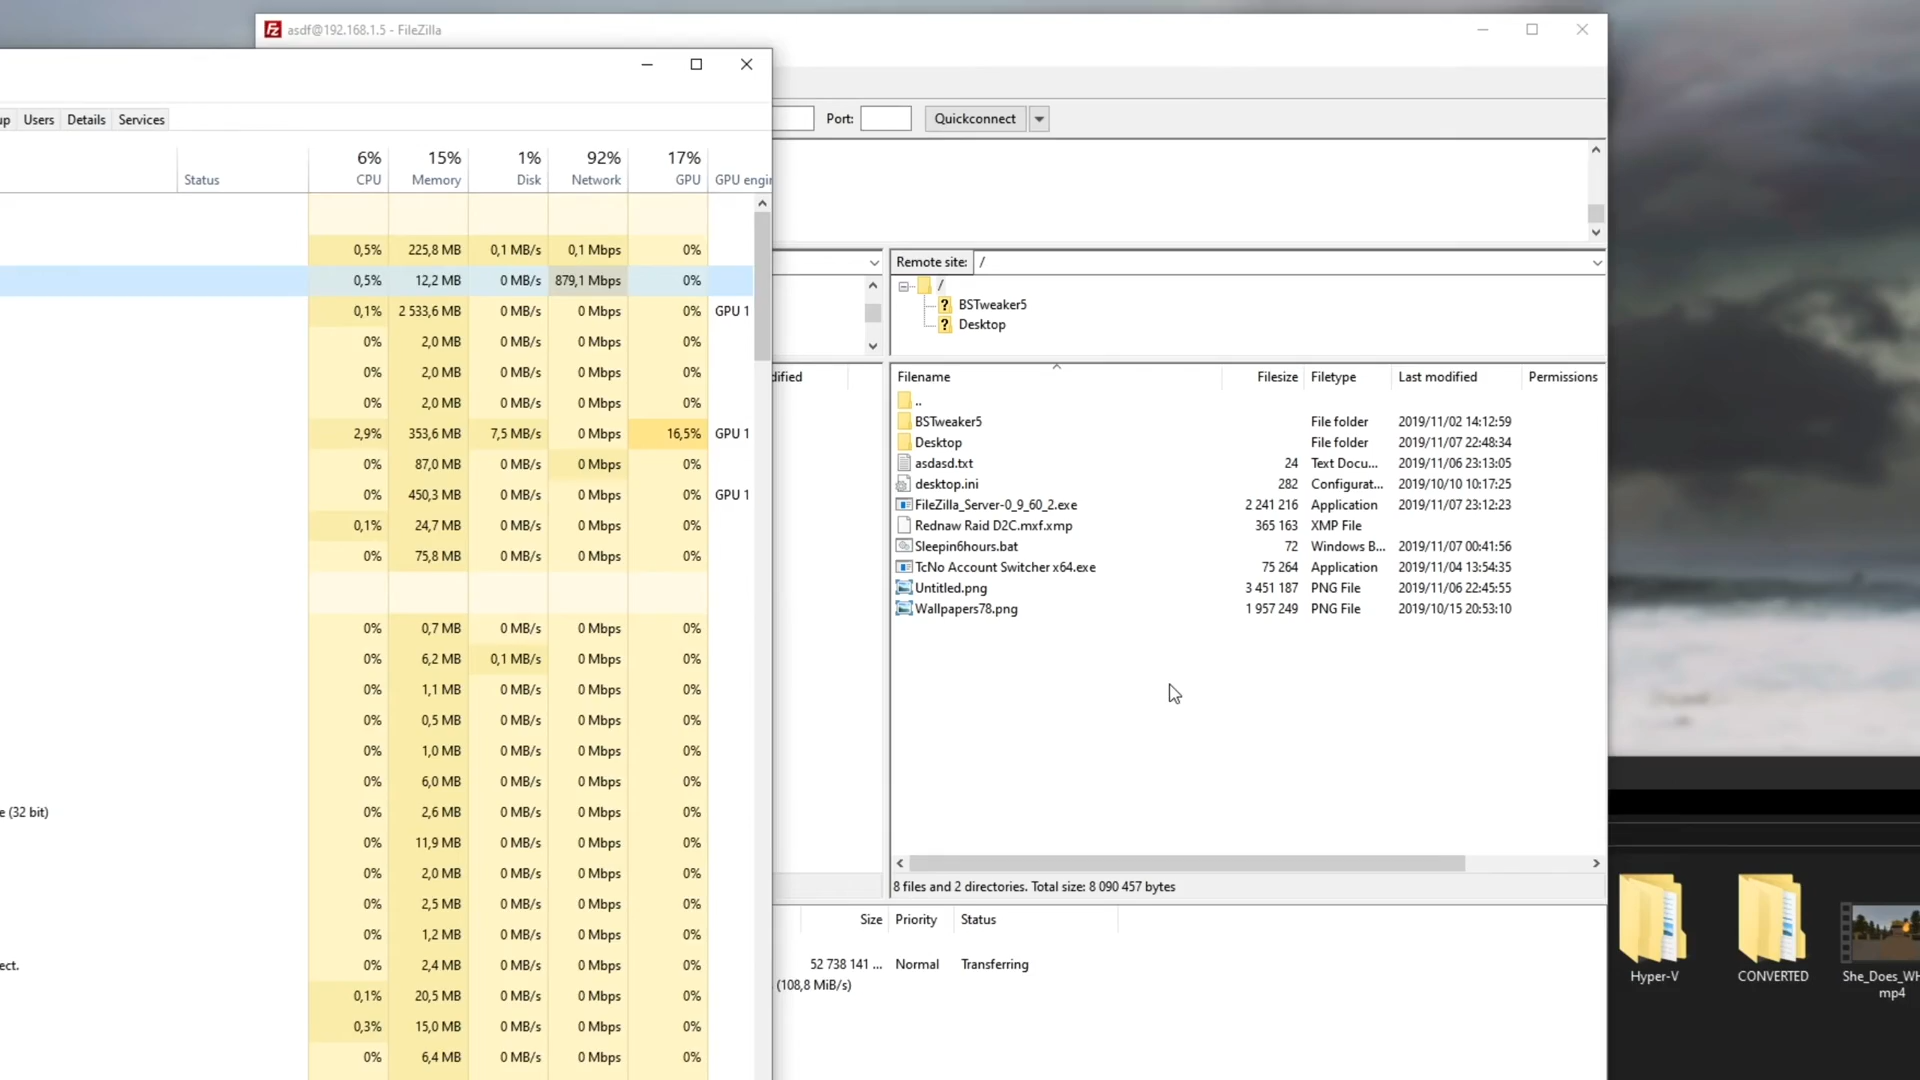 asdf@192.168.1.5 - FileZilla
up Users Details Services
Port: Quickconnect
6% 15% 1% 92% 17%
Status CPU Memory Disk Network GPU GPU engin
0,5% 225,8 MB 0,1 MB/s 0,1 Mbps 0%
0,5% 12,2 MB 0 MB/s 879,1 Mbps 0%
0,1% 2 533,6 MB 0 MB/s 0 Mbps 0% GPU 1
0% 2,0 MB 0 MB/s 0 Mbps 0%
0% 2,0 MB 0 MB/s 0 Mbps 0%
0% 2,0 MB 0 MB/s 0 Mbps 0%
2,9% 353,6 MB 7,5 MB/s 0 Mbps 16,5% GPU 1
0% 87,0 MB 0 MB/s 0 Mbps 0%
0% 450,3 MB 0 MB/s 0 Mbps 0% GPU 1
0,1% 24,7 MB 0 MB/s 0 Mbps 0%
0% 75,8 MB 0 MB/s 0 Mbps 0%
0% 0,7 MB 0 MB/s 0 Mbps 0%
0% 6,2 MB 0,1 MB/s 0 Mbps 0%
0% 1,1 MB 0 MB/s 0 Mbps 0%
0% 0,5 MB 0 MB/s 0 Mbps 0%
0% 1,0 MB 0 MB/s 0 Mbps 0%
0% 6,0 MB 0 MB/s 0 Mbps 0%
e (32 bit) 0% 2,6 MB 0 MB/s 0 Mbps 0%
0% 11,9 MB 0 MB/s 0 Mbps 0%
0% 2,0 MB 0 MB/s 0 Mbps 0%
0% 2,5 MB 0 MB/s 0 Mbps 0%
0% 1,2 MB 0 MB/s 0 Mbps 0%
ect. 0% 2,4 MB 0 MB/s 0 Mbps 0%
0,1% 20,5 MB 0 MB/s 0 Mbps 0%
0,3% 15,0 MB 0 MB/s 0 Mbps 0%
0% 6,4 MB 0 MB/s 0 Mbps 0%
Remote site: /
/
? BSTweaker5
? Desktop
dified
Filename Filesize Filetype Last modified Permissions
..
BSTweaker5 File folder 2019/11/02 14:12:59
Desktop File folder 2019/11/07 22:48:34
asdasd.txt 24 Text Docu... 2019/11/06 23:13:05
desktop.ini 282 Configurat... 2019/10/10 10:17:25
FileZilla_Server-0_9_60_2.exe 2 241 216 Application 2019/11/07 23:12:23
Rednaw Raid D2C.mxf.xmp 365 163 XMP File
Sleepin6hours.bat 72 Windows B... 2019/11/07 00:41:56
TcNo Account Switcher x64.exe 75 264 Application 2019/11/04 13:54:35
Untitled.png 3 451 187 PNG File 2019/11/06 22:45:55
Wallpapers78.png 1 957 249 PNG File 2019/10/15 20:53:10
8 files and 2 directories. Total size: 8 090 457 bytes
Size Priority Status
52 738 141 ... Normal Transferring
(108,8 MiB/s)
Hyper-V
CONVERTED
She_Does_WH
mp4